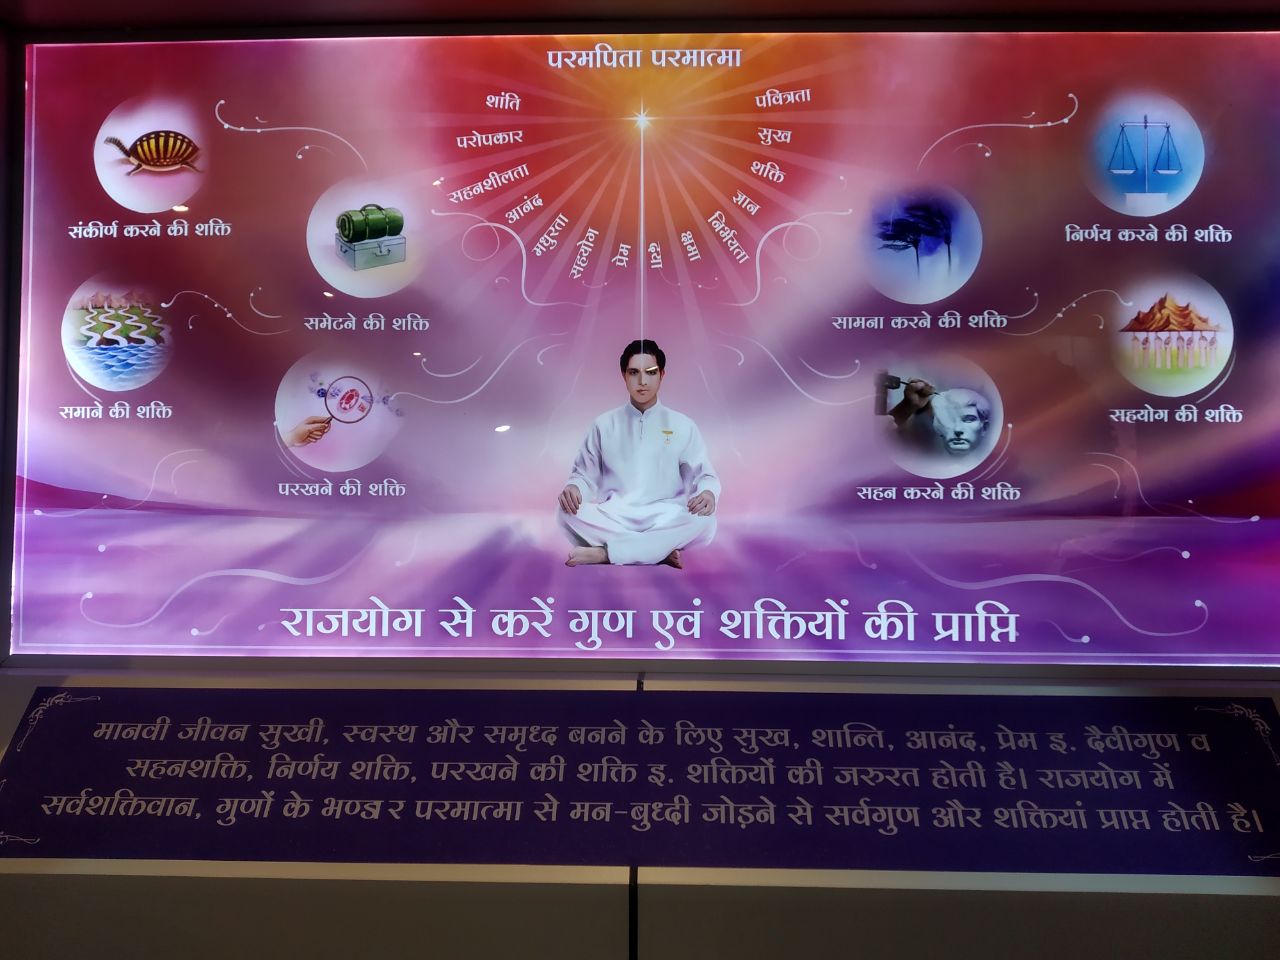 परमपिता परमात्मा
शांति
परोपकार
सहनशीलता
आनंद
मधुरता
सहयोग
प्रेम
दया
क्षमा
निर्मयता
ज्ञान
शक्ति
सुख
पवित्रता
संकीर्ण करने की शक्ति
समेटने की शक्ति
समाने की शक्ति
परखने की शक्ति
निर्णय करने की शक्ति
सामना करने की शक्ति
सहयोग की शक्ति
सहन करने की शक्ति
राजयोग से करें गुण एवं शक्तियों की प्राप्ति
मानवी जीवन सुखी, स्वस्थ और समृध्द बनने के लिए सुख, शान्ति, आनंद, प्रेम इ. दैवीगुण व
सहनशक्ति, निर्णय शक्ति, परखने की शक्ति इ. शक्तियों की जरुरत होती है। राजयोग में
सर्वशक्तिवान, गुणों के भण्डार परमात्मा से मन-बुध्दी जोड़ने से सर्वगुण और शक्तियां प्राप्त होती है।